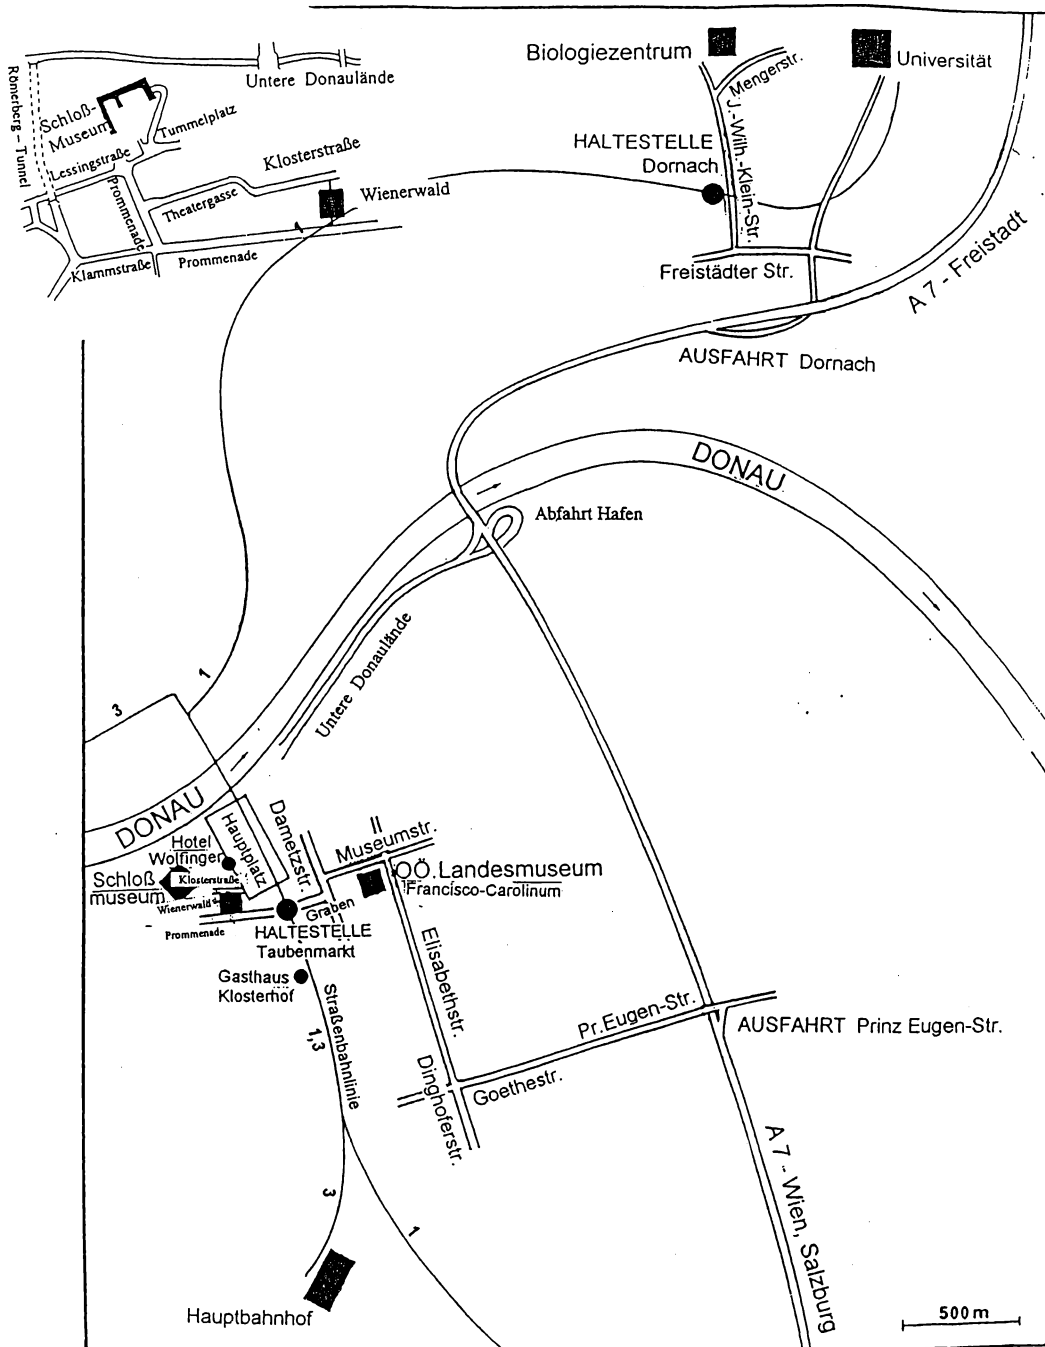 Untere Donaulände
Römerberg – Tunnel
Schloß-
Museum
Tummelplatz
Lessingstraße
Klosterstraße
Prommenade
Theatergasse
Wienerwald
1
Klammstraße
Prommenade
Biologiezentrum
Mengerstr.
Universität
HALTESTELLE
Dornach
J.-Wilh.-Klein-Str.
Freistädter Str.
A 7 - Freistadt
AUSFAHRT Dornach
DONAU
Abfahrt Hafen
Untere Donaulände
1
3
DONAU
Hotel
Wolfinger
Hauptplatz
Dametzstr.
Museumstr.
Schloß
museum
Klosterstraße
Wienerwald
Prommenade
OÖ. Landesmuseum
Francisco-Carolinum
Graben
HALTESTELLE
Taubenmarkt
Gasthaus
Klosterhof
Elisabethstr.
Straßenbahnlinie
1,3
Pr.Eugen-Str.
AUSFAHRT Prinz Eugen-Str.
Goethestr.
Dinghoferstr.
A 7 - Wien, Salzburg
3
1
Hauptbahnhof
500 m